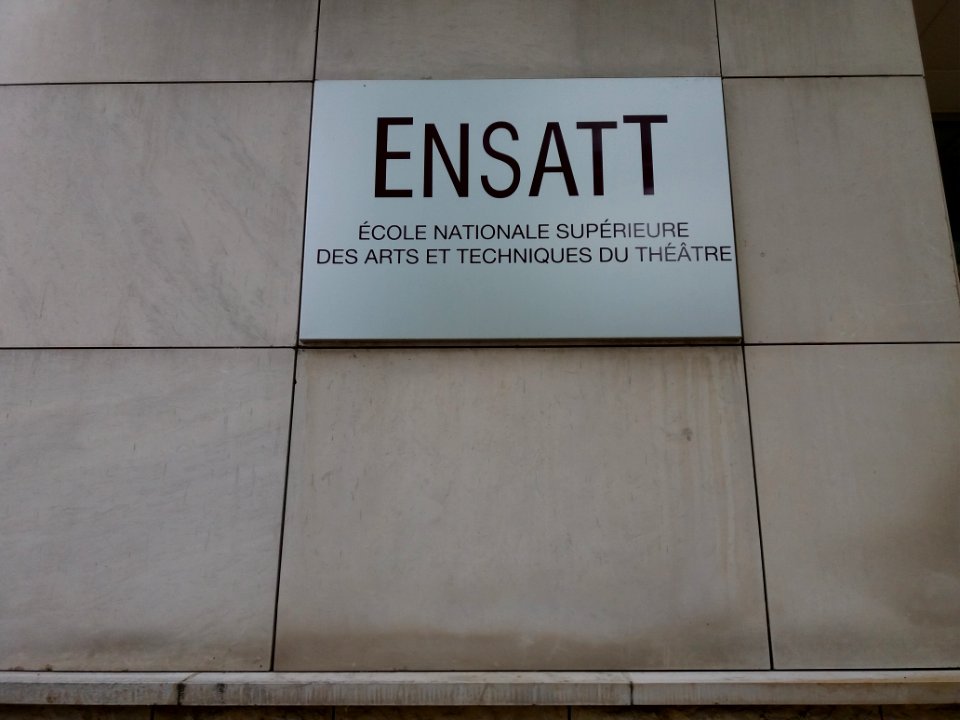 ENSATT
ÉCOLE NATIONALE SUPÉRIEURE
DES ARTS ET TECHNIQUES DU THÉÂTRE